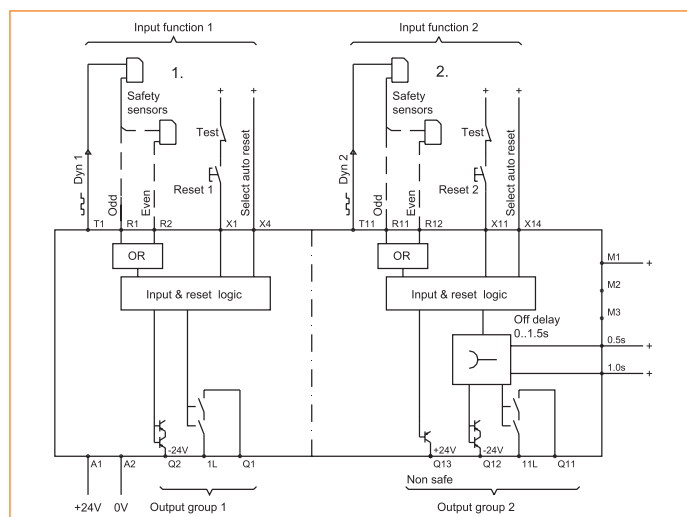 Input function 1
Input function 2
1.
2.
Safety
sensors
Safety
sensors
+
+
+
+
Test
Test
Select auto reset
Select auto reset
Dyn 1
Dyn 2
Reset 1
Reset 2
Odd
Even
Odd
Even
T1
R1
R2
X1
X4
T11
R11
R12
X11
X14
OR
OR
M1
+
Input & reset logic
Input & reset logic
M2
M3
Off delay
0..1.5s
0.5s
+
1.0s
+
-24V
+24V
-24V
A1
A2
Q2
1L
Q1
Q13
Q12
11L
Q11
Non safe
+24V
0V
Output group 1
Output group 2